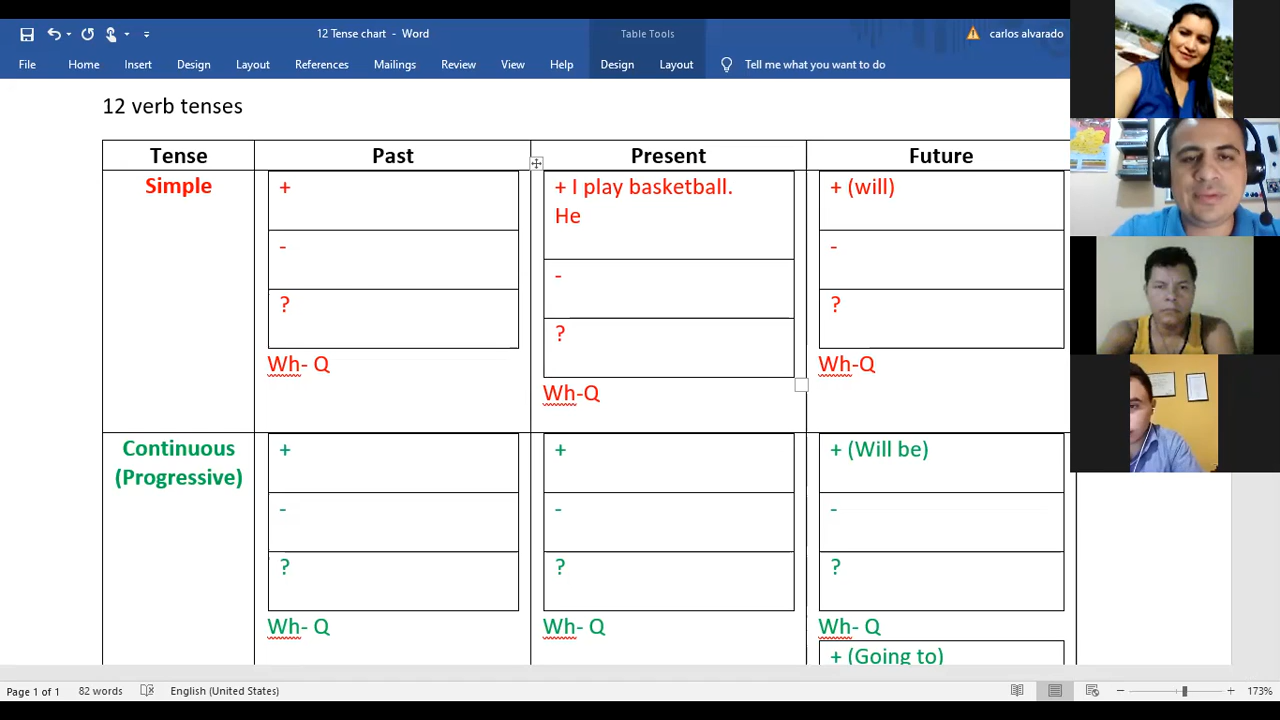 12 Tense chart - Word
Table Tools
carlos alvarado
File Home Insert Design Layout References Mailings Review View Help Design Layout Tell me what you want to do
12 verb tenses
Tense Past Present Future
Simple
+
-
?
Wh- Q
+ I play basketball.
He
-
?
Wh-Q
+ (will)
-
?
Wh-Q
Continuous
(Progressive)
+
-
?
Wh- Q
+
-
?
Wh- Q
+ (Will be)
-
?
Wh- Q
+ (Going to)
Page 1 of 1 82 words English (United States) 173%